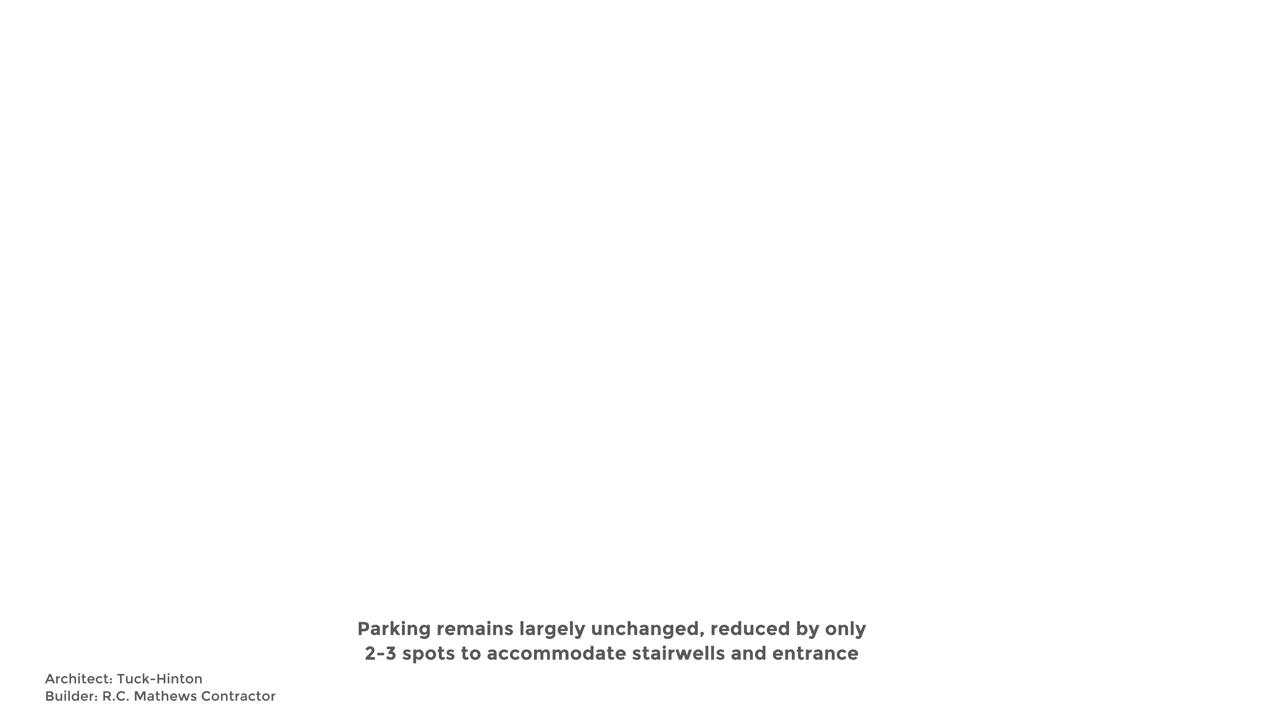 Parking remains largely unchanged, reduced by only
2-3 spots to accommodate stairwells and entrance
Architect: Tuck-Hinton
Builder: R.C. Mathews Contractor